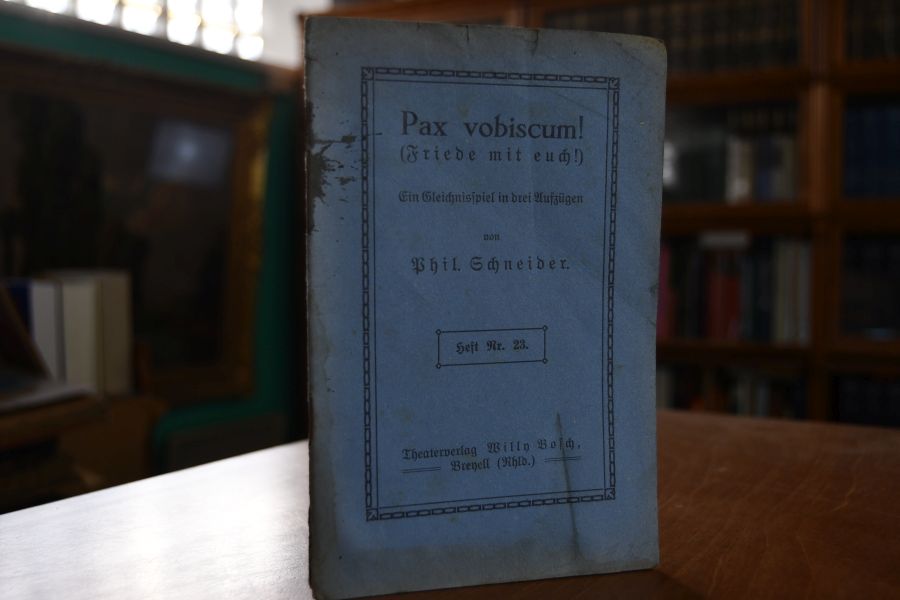 Pax vobiscum!
(Friede mit euch!)
Ein Gleichnisspiel in drei Aufzügen
von
Phil. Schneider.
Heft Nr. 23.
Theaterverlag Willy Bosch,
Breyell (Rhld.)